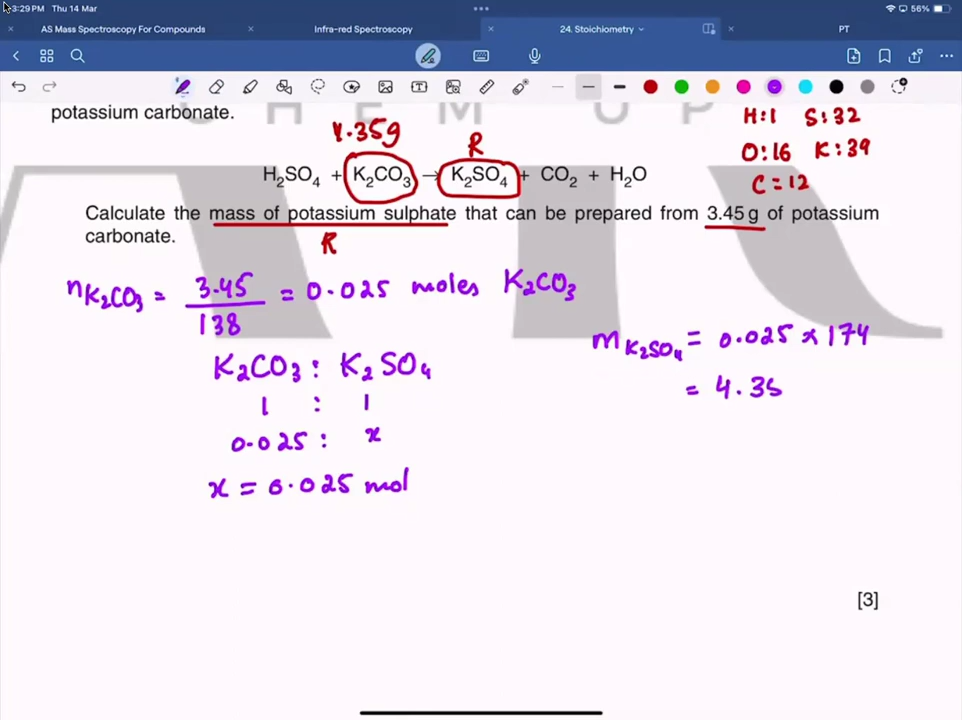 3:29 PM Thu 14 Mar
56%
AS Mass Spectroscopy For Compounds
Infra-red Spectroscopy
24. Stoichiometry
PT
CHEM UP
potassium carbonate.
H:1 S:32
O:16 K:39
C=12
R
H₂SO₄ + K₂CO₃ → K₂SO₄ + CO₂ + H₂O
Calculate the mass of potassium sulphate that can be prepared from 3.45 g of potassium
carbonate.
R
nK₂CO₃ = 3.45 / 138 = 0.025 moles K₂CO₃
K₂CO₃ : K₂SO₄
1 : 1
0.025 : x
x = 0.025 mol
mK₂SO₄ = 0.025 × 174
= 4.35
[3]